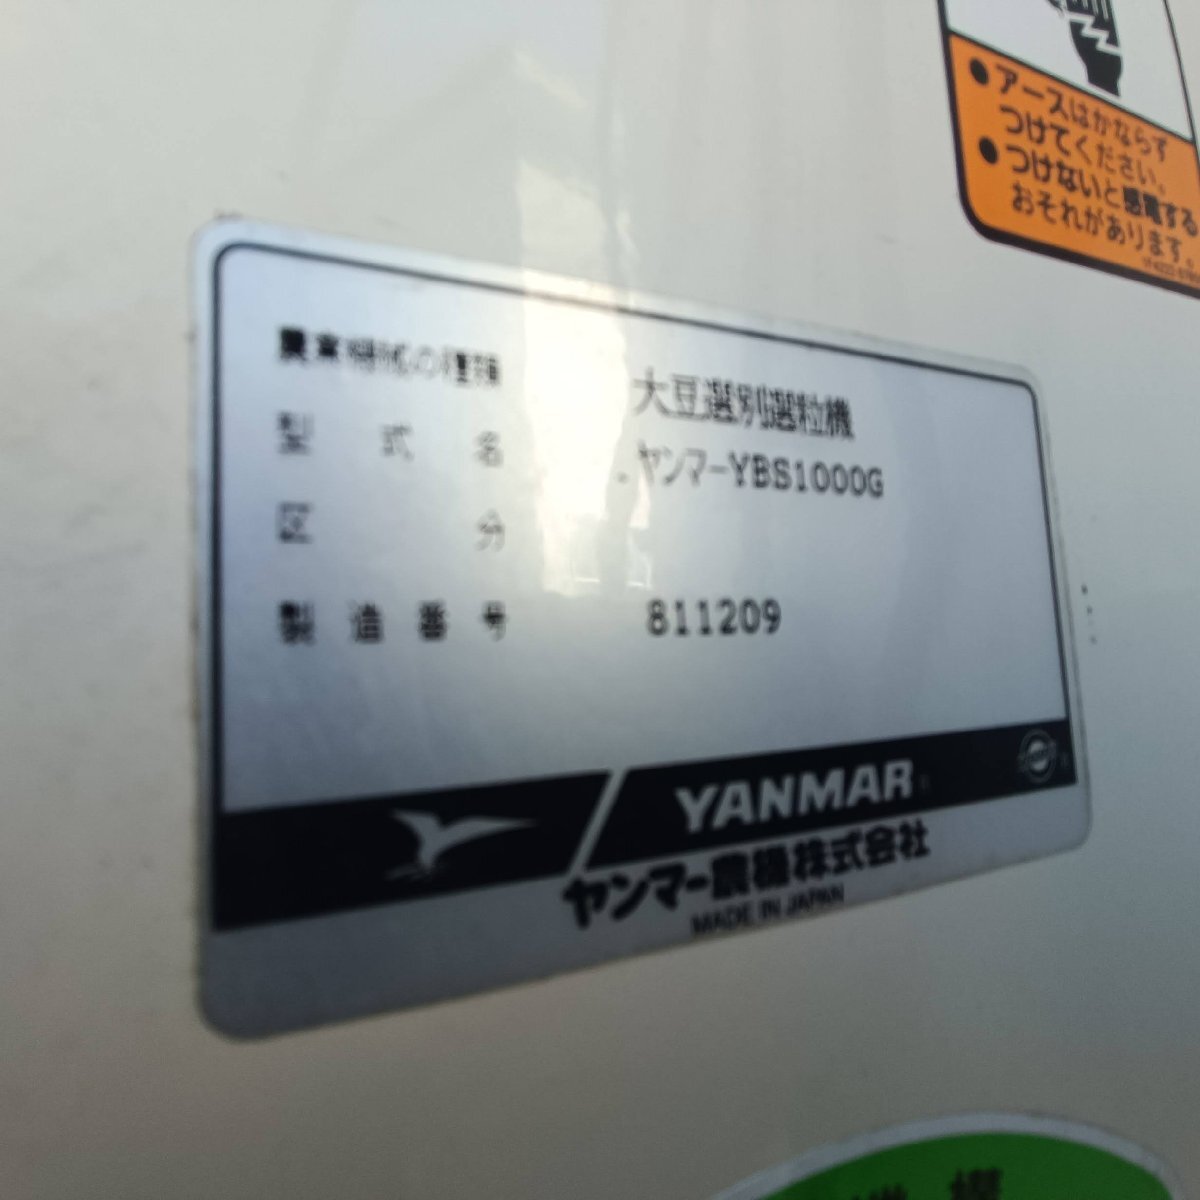 ●アースはかならず
つけてください。
●つけないと感電する
おそれがあります。
農業機械の種類 大豆選別選粒機
型式名 ヤンマーYBS1000G
区分
製造番号 811209
YANMAR
ヤンマー農機株式会社
MADE IN JAPAN